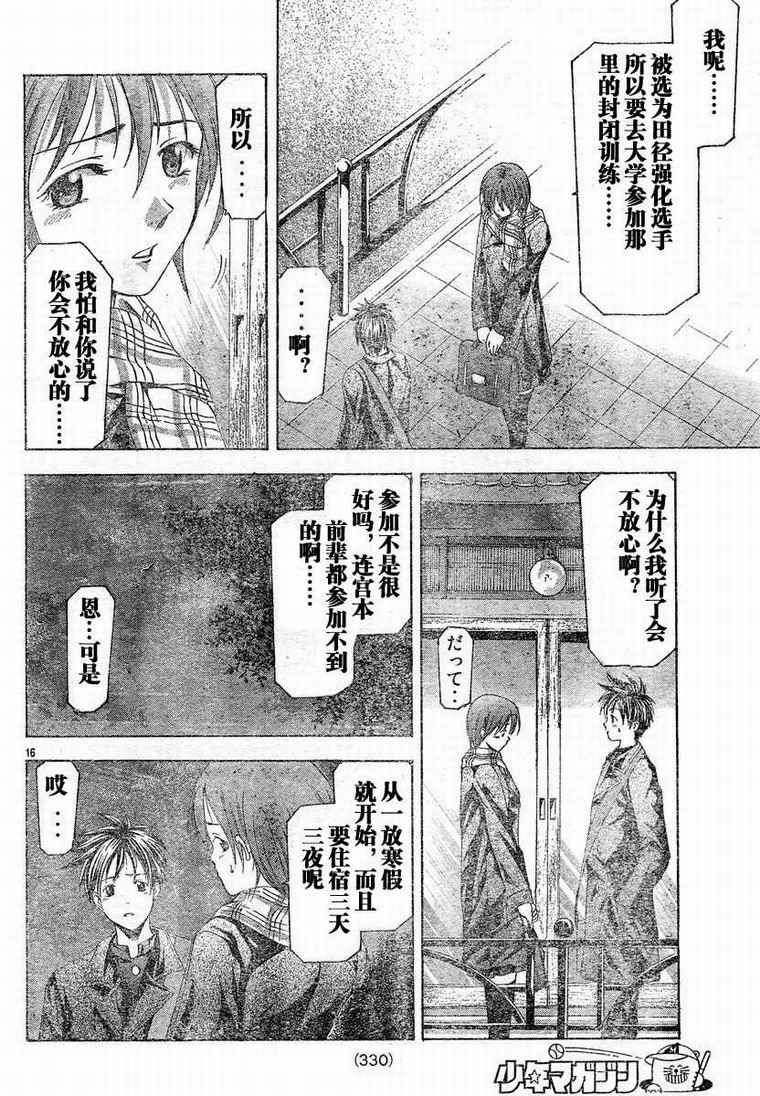 我呢……
被选为田径强化选手
所以要去大学参加那
里的封闭训练……
....啊？
所以....
我怕和你说了
你会不放心的……
为什么我听了会
不放心啊？
だって..
参加不是很
好吗，连宫本
前辈都参加不到
的啊……
恩…可是
从一放寒假
就开始，而且
要住宿三天
三夜呢
哎...
16
(330)
少年マガジン